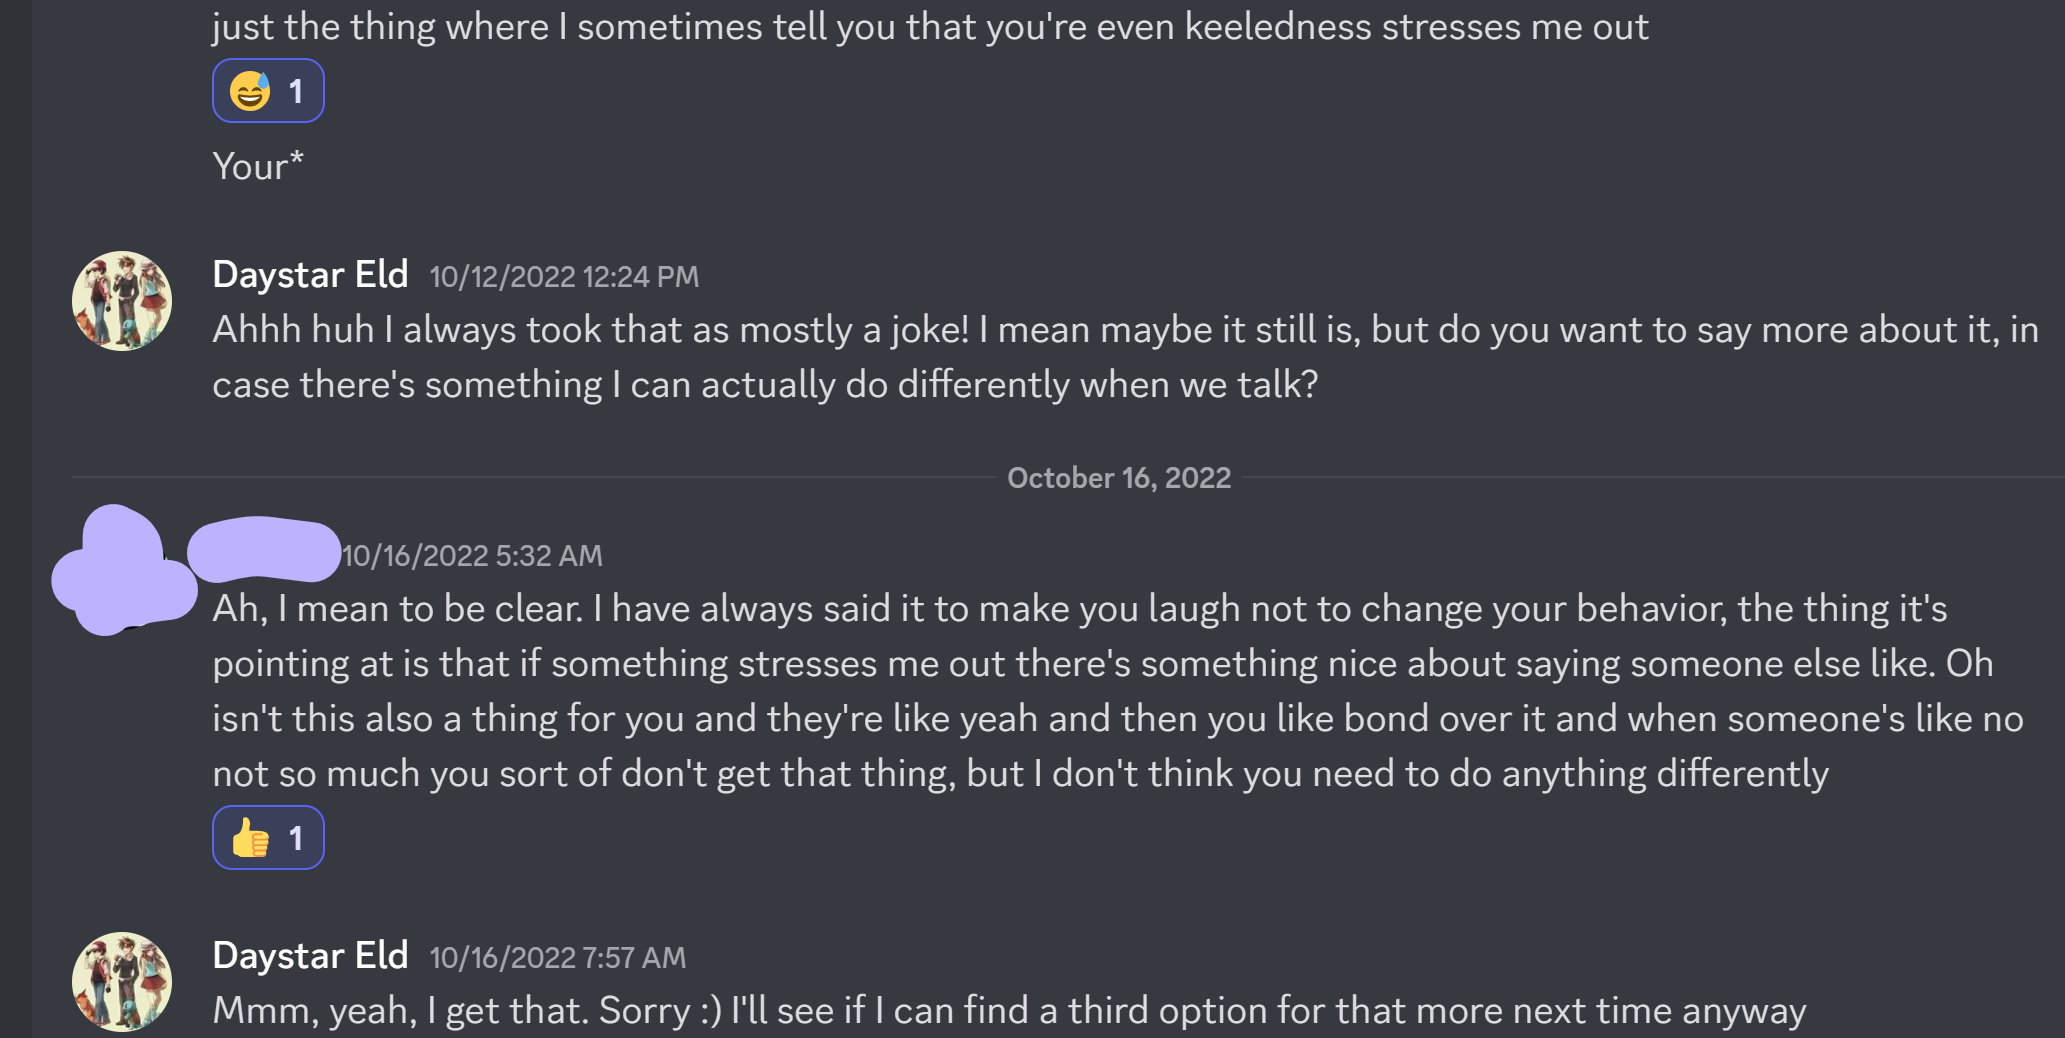 just the thing where I sometimes tell you that you're even keeledness stresses me out
😅 1
Your*
Daystar Eld 10/12/2022 12:24 PM
Ahhh huh I always took that as mostly a joke! I mean maybe it still is, but do you want to say more about it, in
case there's something I can actually do differently when we talk?
October 16, 2022
10/16/2022 5:32 AM
Ah, I mean to be clear. I have always said it to make you laugh not to change your behavior, the thing it's
pointing at is that if something stresses me out there's something nice about saying someone else like. Oh
isn't this also a thing for you and they're like yeah and then you like bond over it and when someone's like no
not so much you sort of don't get that thing, but I don't think you need to do anything differently
👍 1
Daystar Eld 10/16/2022 7:57 AM
Mmm, yeah, I get that. Sorry :) I'll see if I can find a third option for that more next time anyway